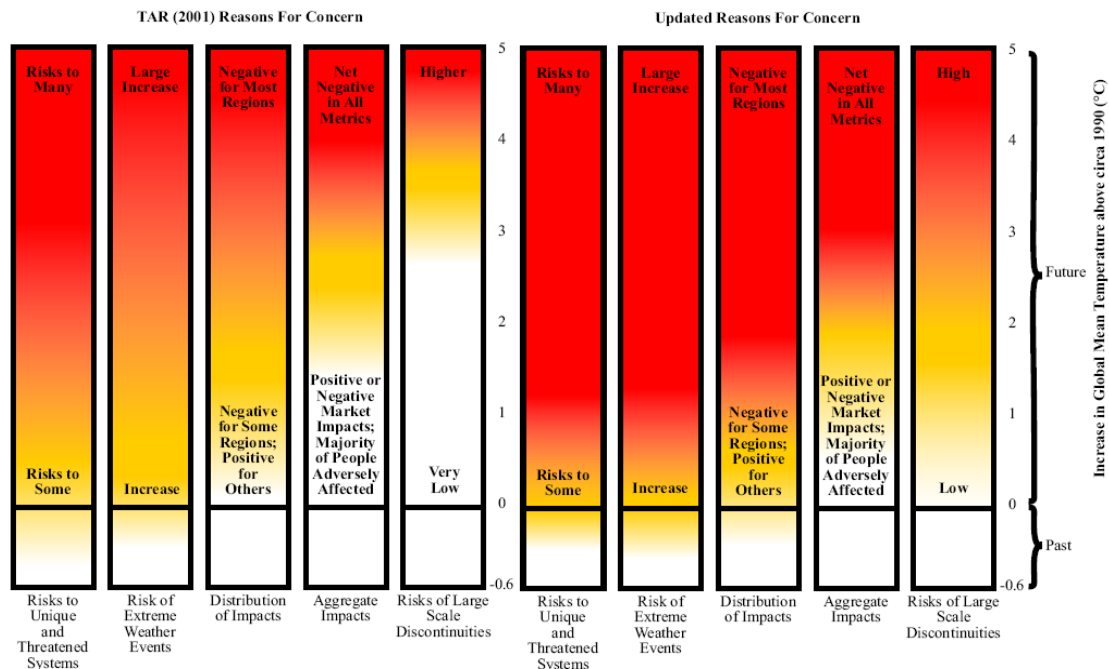 TAR (2001) Reasons For Concern
Risks to
Many
Risks to
Some
Large
Increase
Increase
Negative
for Most
Regions
Negative
for Some
Regions;
Positive
for
Others
Net
Negative
in All
Metrics
Positive or
Negative
Market
Impacts;
Majority
of People
Adversely
Affected
Higher
Very
Low
5
4
3
2
1
0
-0.6
Risks to
Unique
and
Threatened
Systems
Risk of
Extreme
Weather
Events
Distribution
of Impacts
Aggregate
Impacts
Risks of Large
Scale
Discontinuities
Updated Reasons For Concern
Risks to
Many
Risks to
Some
Large
Increase
Increase
Negative
for Most
Regions
Negative
for Some
Regions;
Positive
for
Others
Net
Negative
in All
Metrics
Positive or
Negative
Market
Impacts;
Majority
of People
Adversely
Affected
High
Low
5
4
3
2
1
0
-0.6
Future
Past
Increase in Global Mean Temperature above circa 1990 (°C)
Risks to
Unique
and
Threatened
Systems
Risk of
Extreme
Weather
Events
Distribution
of Impacts
Aggregate
Impacts
Risks of Large
Scale
Discontinuities